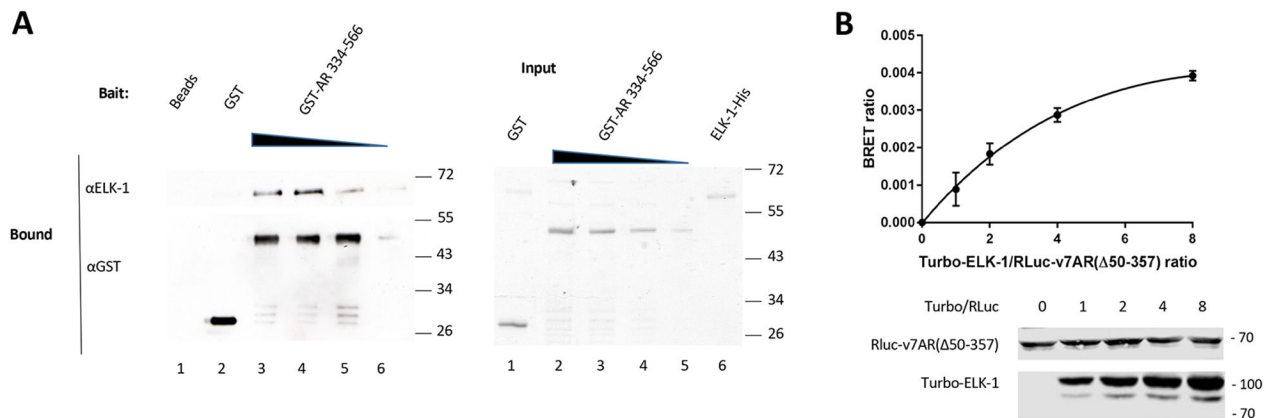 A
Bait:
Beads
GST
GST-AR 334-566
Bound
αELK-1
αGST
72
55
43
34
26
1 2 3 4 5 6
Input
GST
GST-AR 334-566
ELK-1-His
72
55
43
34
26
1 2 3 4 5 6
B
BRET ratio
0.005
0.004
0.003
0.002
0.001
0.000
0 2 4 6 8
Turbo-ELK-1/RLuc-v7AR(Δ50-357) ratio
Turbo/RLuc 0 1 2 4 8
Rluc-v7AR(Δ50-357) - 70
Turbo-ELK-1 - 100
- 70